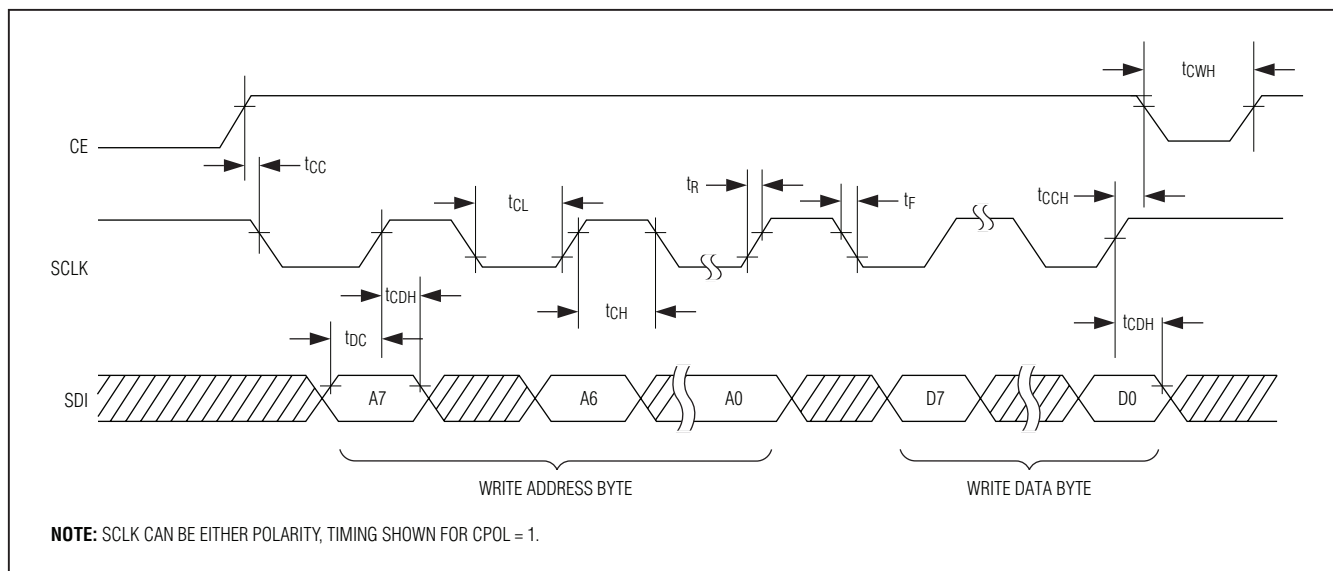 tCWH
CE
tCC
tCL
tR
tF
tCCH
SCLK
tCDH
tCH
tCDH
tDC
SDI
A7
A6
A0
D7
D0
WRITE ADDRESS BYTE
WRITE DATA BYTE
NOTE: SCLK CAN BE EITHER POLARITY, TIMING SHOWN FOR CPOL = 1.